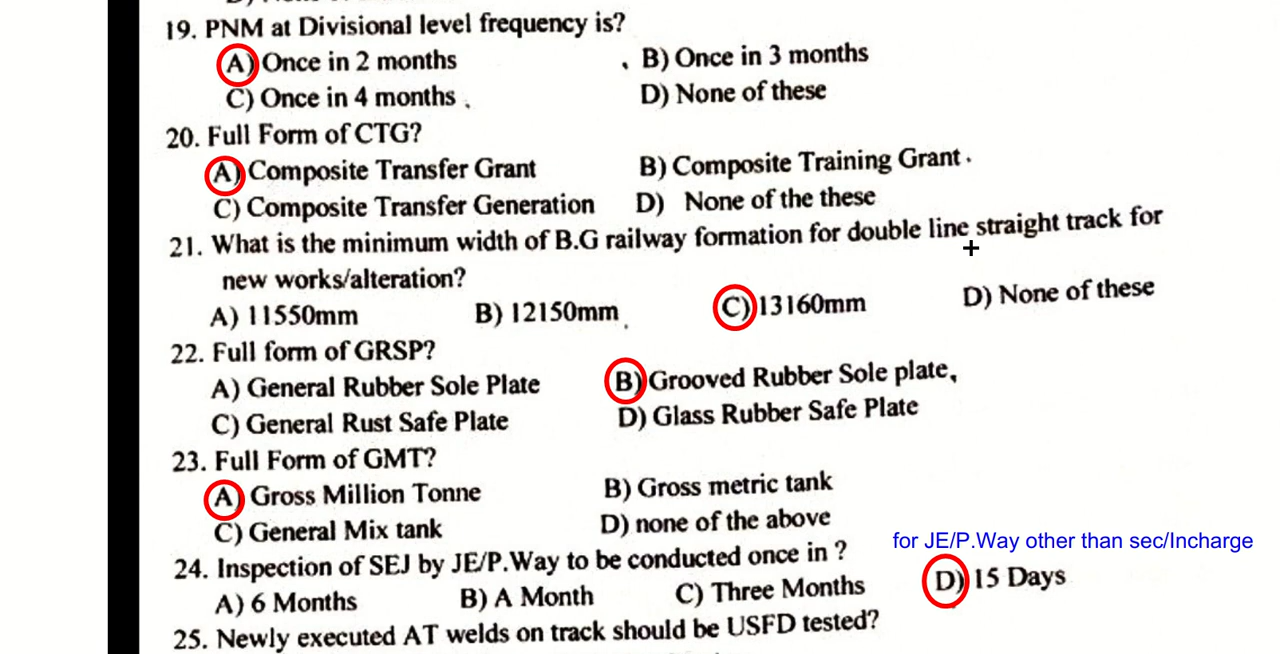 19. PNM at Divisional level frequency is?
A) Once in 2 months B) Once in 3 months
C) Once in 4 months D) None of these
20. Full Form of CTG?
A) Composite Transfer Grant B) Composite Training Grant
C) Composite Transfer Generation D) None of the these
21. What is the minimum width of B.G railway formation for double line straight track for
new works/alteration?
A) 11550mm B) 12150mm C) 13160mm D) None of these
22. Full form of GRSP?
A) General Rubber Sole Plate B) Grooved Rubber Sole plate,
C) General Rust Safe Plate D) Glass Rubber Safe Plate
23. Full Form of GMT?
A) Gross Million Tonne B) Gross metric tank
C) General Mix tank D) none of the above
for JE/P.Way other than sec/Incharge
24. Inspection of SEJ by JE/P.Way to be conducted once in ?
A) 6 Months B) A Month C) Three Months D) 15 Days
25. Newly executed AT welds on track should be USFD tested?